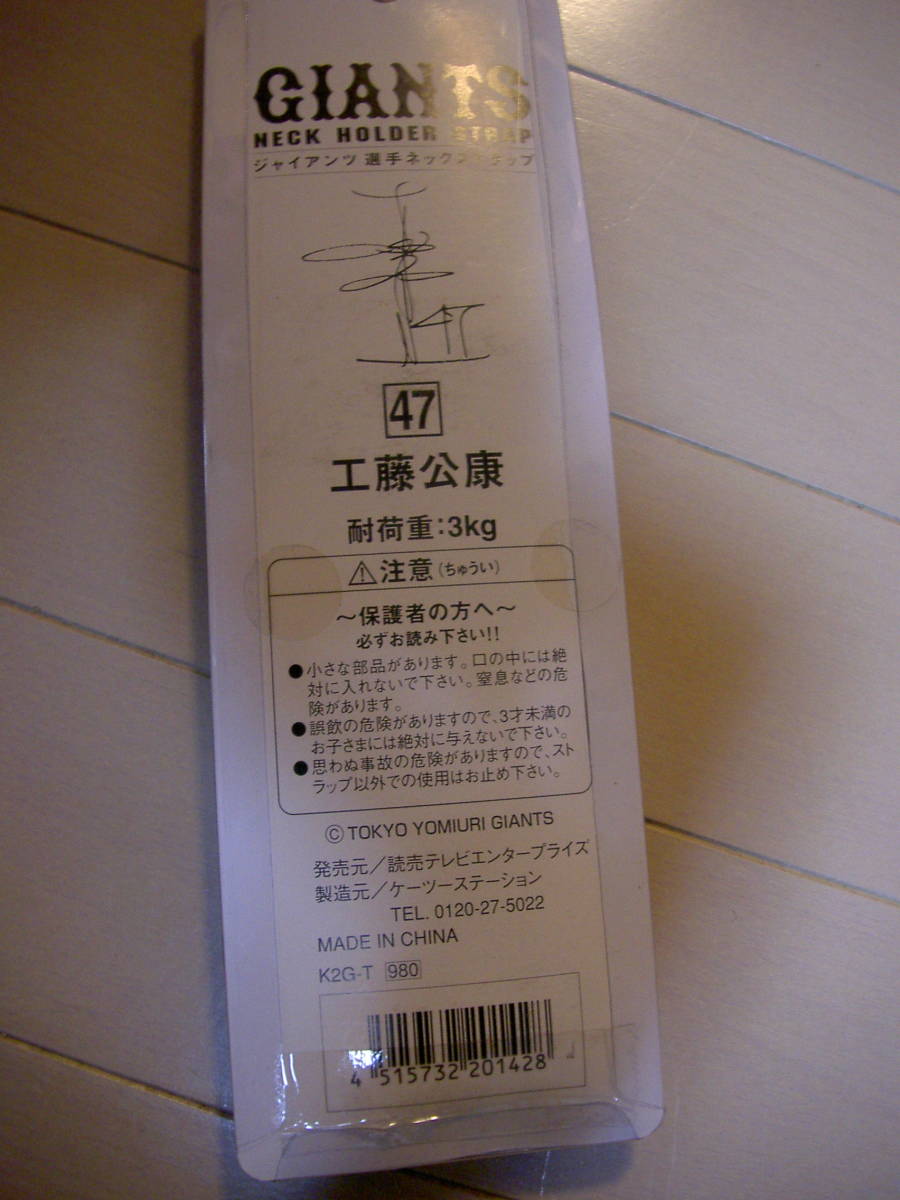 GIANTS
NECK HOLDER STRAP
ジャイアンツ 選手ネックストラップ
47
47
工藤公康
耐荷重:3kg
⚠注意(ちゅうい)
～保護者の方へ～
必ずお読み下さい!!
●小さな部品があります。口の中には絶
対に入れないで下さい。窒息などの危
険があります。
●誤飲の危険がありますので、3才未満の
お子さまには絶対に与えないで下さい。
●思わぬ事故の危険がありますので、スト
ラップ以外での使用はお止め下さい。
© TOKYO YOMIURI GIANTS
発売元/読売テレビエンタープライズ
製造元/ケーツーステーション
TEL. 0120-27-5022
MADE IN CHINA
K2G-T 980
4 515732 201428